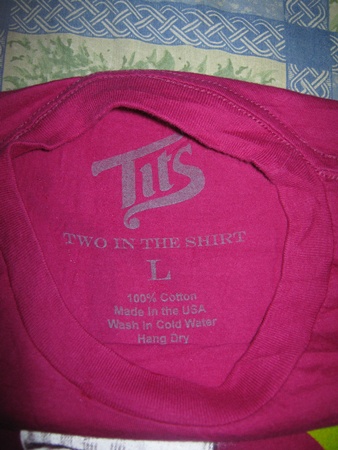 TITS
TWO IN THE SHIRT
L
100% Cotton
Made in the USA
Wash in Cold Water
Hang Dry